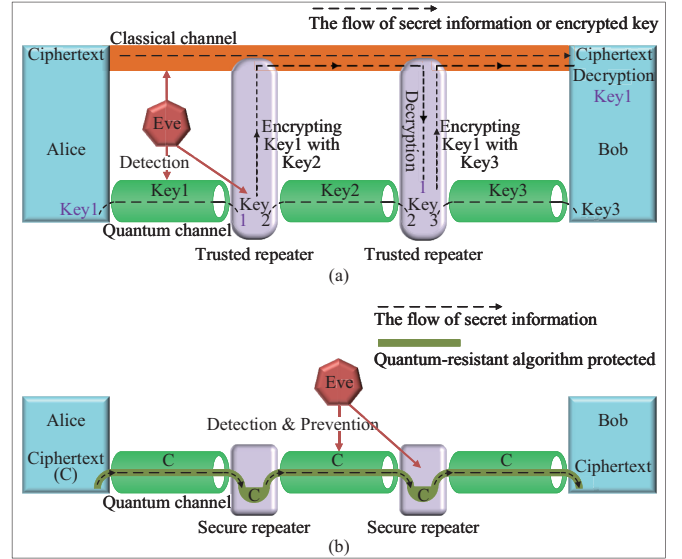 The flow of secret information or encrypted key
Classical channel
Ciphertext
Ciphertext
Decryption
Key1
Eve
Alice
Bob
Detection
Encrypting
Key1 with
Key2
Decryption
Encrypting
Key1 with
Key3
Key1
Key2
Key3
Key1
Key
1 2
1
Key
2 3
Key3
Quantum channel
Trusted repeater
Trusted repeater
(a)
The flow of secret information
Quantum-resistant algorithm protected
Eve
Alice
Bob
Detection & Prevention
Ciphertext
(C)
C
C
C
Ciphertext
C
C
Quantum channel
Secure repeater
Secure repeater
(b)